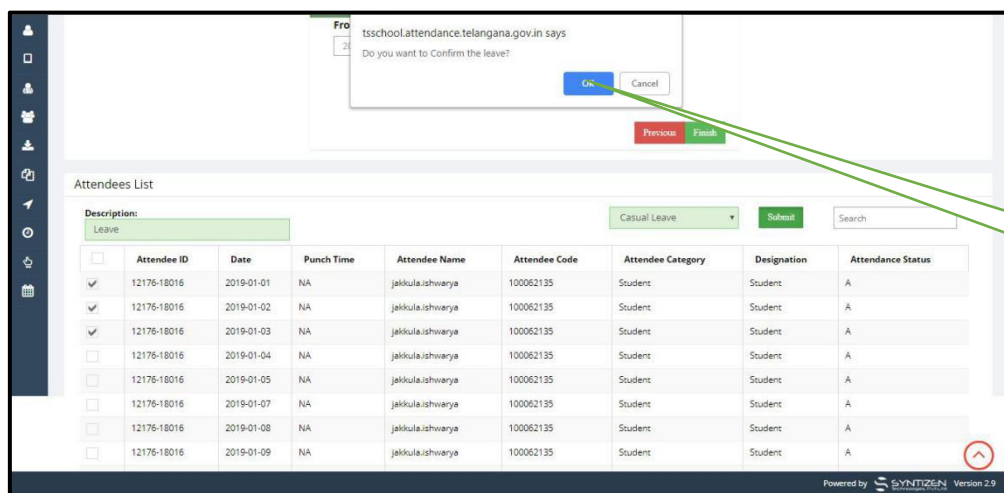 Fro
tsschool.attendance.telangana.gov.in says
20
Do you want to Confirm the leave?
OK Cancel
Previous Finish
Attendees List
Description:
Leave Casual Leave Submit Search
Attendee ID Date Punch Time Attendee Name Attendee Code Attendee Category Designation Attendance Status
12176-18016 2019-01-01 NA jakkula.ishwarya 100062135 Student Student A
12176-18016 2019-01-02 NA jakkula.ishwarya 100062135 Student Student A
12176-18016 2019-01-03 NA jakkula.ishwarya 100062135 Student Student A
12176-18016 2019-01-04 NA jakkula.ishwarya 100062135 Student Student A
12176-18016 2019-01-05 NA jakkula.ishwarya 100062135 Student Student A
12176-18016 2019-01-07 NA jakkula.ishwarya 100062135 Student Student A
12176-18016 2019-01-08 NA jakkula.ishwarya 100062135 Student Student A
12176-18016 2019-01-09 NA jakkula.ishwarya 100062135 Student Student A
Powered by SYNTIZEN Version 2.9